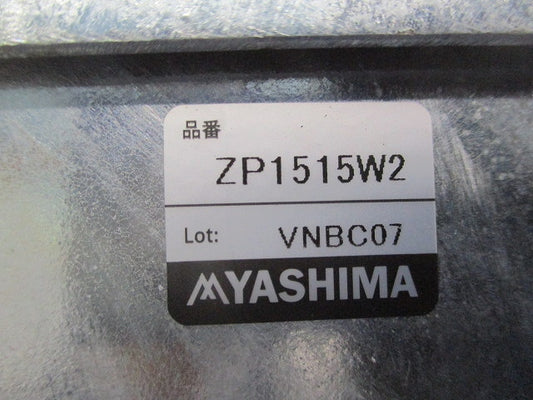 品番
ZP1515W2
Lot: VNBC07
YASHIMA